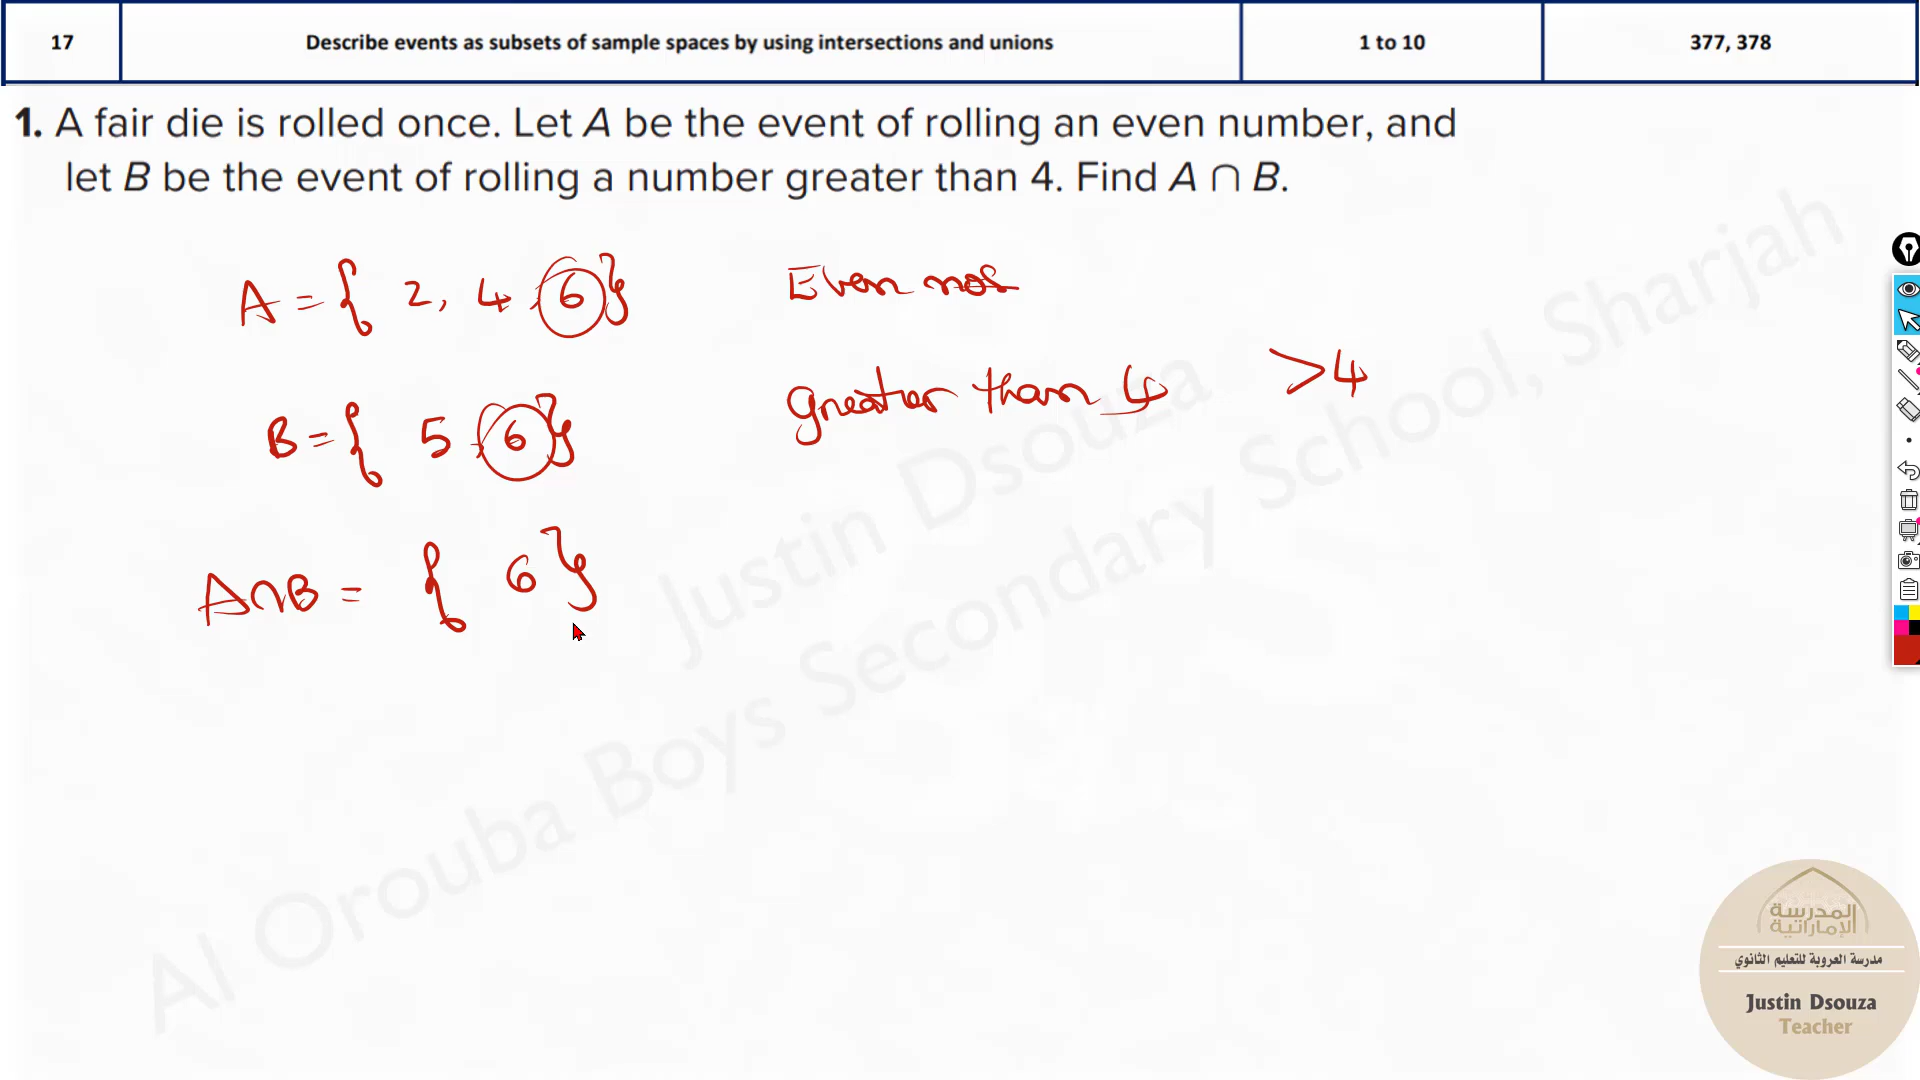 17 Describe events as subsets of sample spaces by using intersections and unions 1 to 10 377, 378
1. A fair die is rolled once. Let A be the event of rolling an even number, and
let B be the event of rolling a number greater than 4. Find A ∩ B.
A = { 2, 4, 6 } Even nos
B = { 5, 6 } greater than 4 >4
A∩B = { 6 }
Justin Dsouza
Al Orouba Boys Secondary School, Sharjah
المدرسة
الإماراتية
مدرسة العروبة للتعليم الثانوي
Justin Dsouza
Teacher